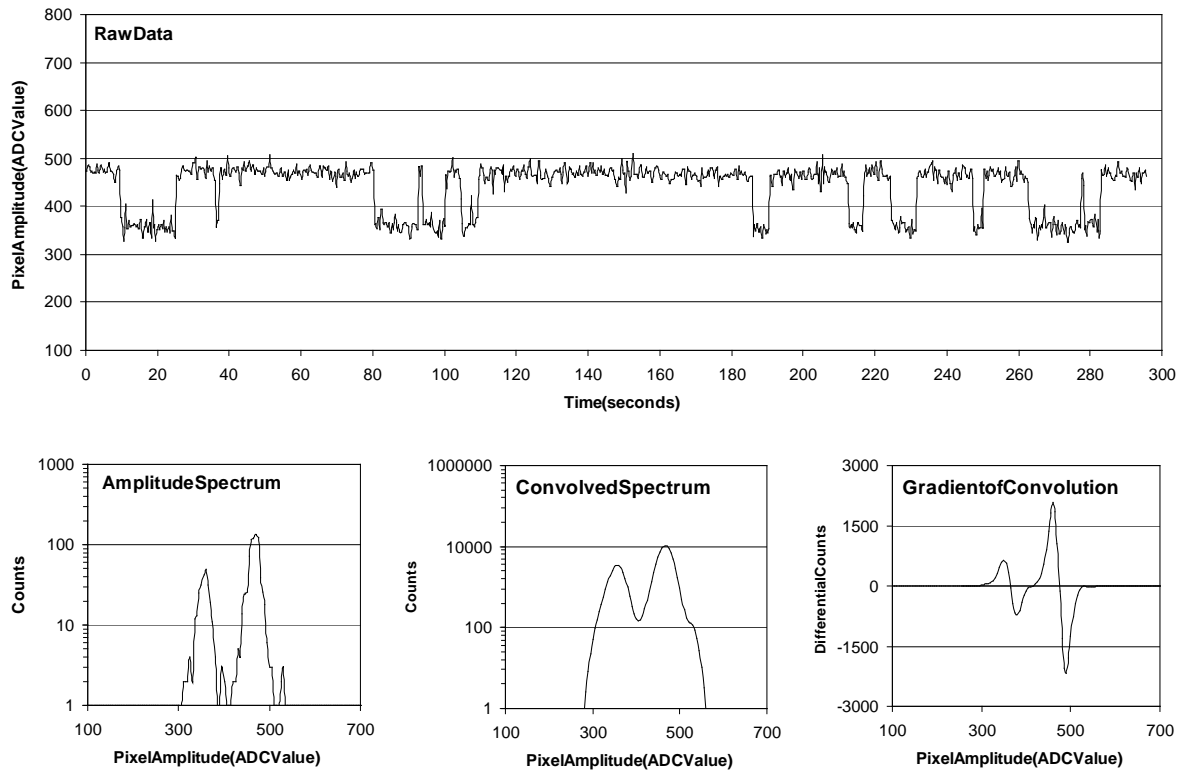 RawData
PixelAmplitude(ADCValue)
800
700
600
500
400
300
200
100
0 20 40 60 80 100 120 140 160 180 200 220 240 260 280 300
Time(seconds)
AmplitudeSpectrum
Counts
1000
100
10
1
100 300 500 700
PixelAmplitude(ADCValue)
ConvolvedSpectrum
Counts
1000000
10000
100
1
100 300 500 700
PixelAmplitude(ADCValue)
GradientofConvolution
DifferentialCounts
3000
1500
0
-1500
-3000
100 300 500 700
PixelAmplitude(ADCValue)